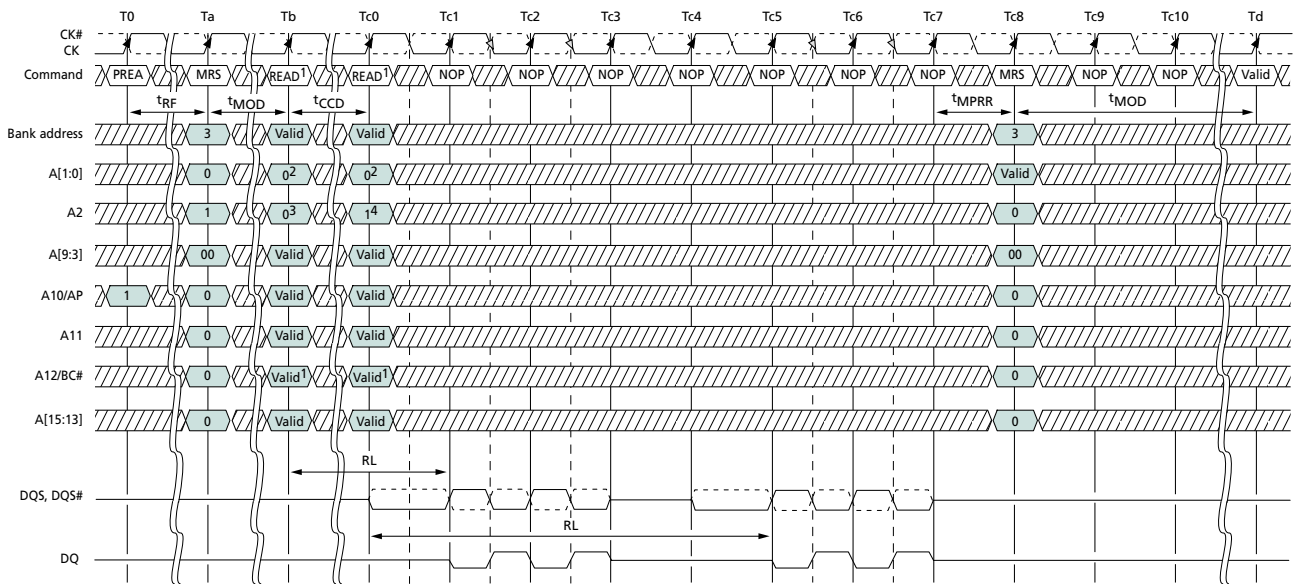 T0 Ta Tb Tc0 Tc1 Tc2 Tc3 Tc4 Tc5 Tc6 Tc7 Tc8 Tc9 Tc10 Td
CK#
CK
Command PREA MRS READ1 READ1 NOP NOP NOP NOP NOP NOP NOP MRS NOP NOP Valid
tRF tMOD tCCD tMPRR tMOD
Bank address 3 Valid Valid 3
A[1:0] 0 02 02 Valid
A2 1 03 14 0
A[9:3] 00 Valid Valid 00
A10/AP 1 0 Valid Valid 0
A11 0 Valid Valid 0
A12/BC# 0 Valid1 Valid1 0
A[15:13] 0 Valid Valid 0
RL
DQS, DQS#
RL
DQ